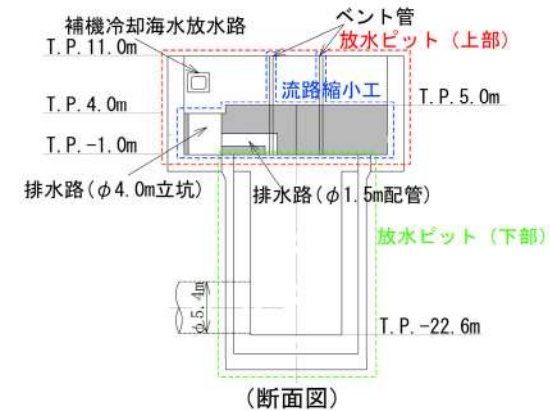 補機冷却海水放水路
ベント管
T.P.11.0m
放水ピット（上部）
流路縮小工
T.P.4.0m
T.P.5.0m
T.P.-1.0m
排水路(φ4.0m立坑)
排水路(φ1.5m配管)
放水ピット（下部）
φ5.4m
T.P.-22.6m
(断面図)